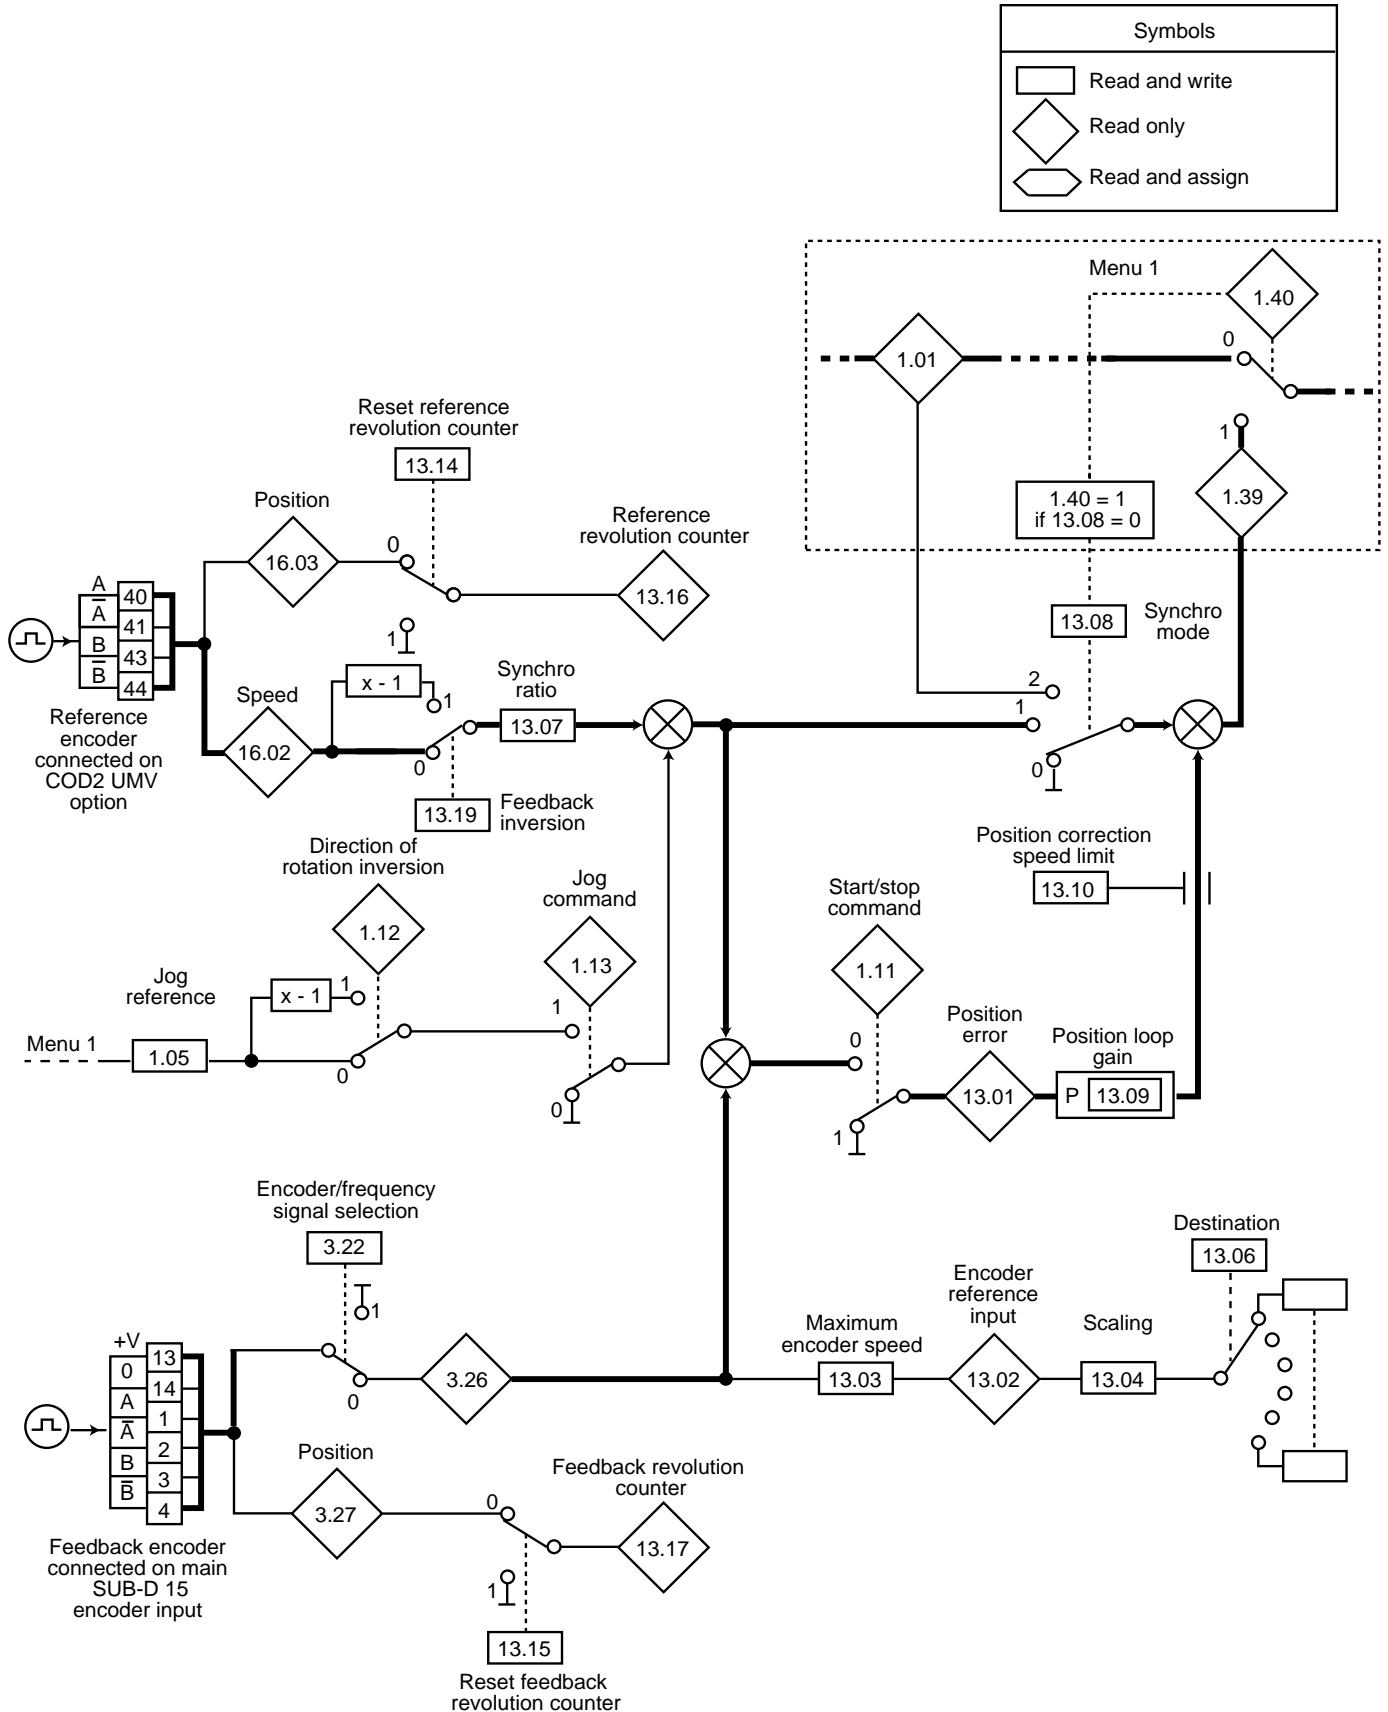 Symbols
Read and write
Read only
Read and assign
Menu 1
1.40
0
1.01
1
1.39
1.40 = 1
if 13.08 = 0
13.08
Synchro
mode
2
1
0
Reset reference
revolution counter
13.14
Position
16.03
0
1
Reference
revolution counter
13.16
A
A̅
B
B̅
40
41
43
44
Reference
encoder
connected on
COD2 UMV
option
Speed
16.02
x - 1
1
0
Synchro
ratio
13.07
13.19
Feedback
inversion
Direction of
rotation inversion
1.12
Jog
command
1.13
Jog
reference
x - 1
1
Menu 1
1.05
0
1
0
Position correction
speed limit
13.10
Start/stop
command
1.11
0
1
Position
error
13.01
Position loop
gain
P
13.09
Encoder/frequency
signal selection
3.22
1
0
3.26
+V
0
A
A̅
B
B̅
13
14
1
2
3
4
Feedback encoder
connected on main
SUB-D 15
encoder input
Position
3.27
0
1
Feedback revolution
counter
13.17
13.15
Reset feedback
revolution counter
Maximum
encoder speed
13.03
Encoder
reference
input
13.02
Scaling
13.04
Destination
13.06